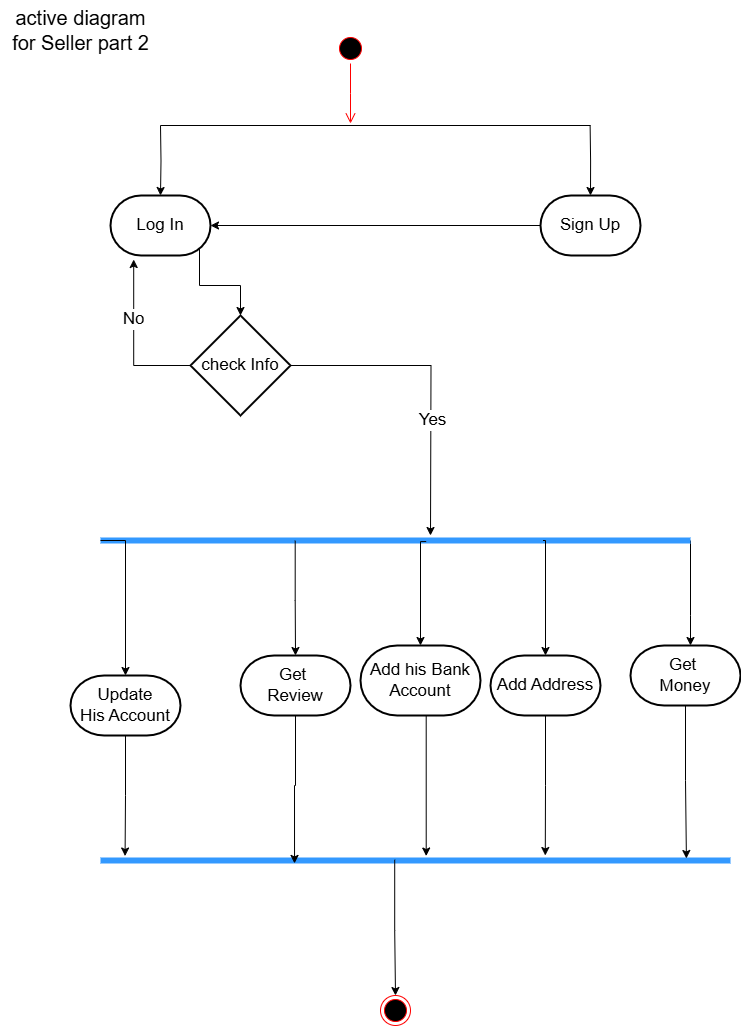 active diagram
for Seller part 2
Log In
Sign Up
No
check Info
Yes
Update
His Account
Get
Review
Add his Bank
Account
Add Address
Get
Money